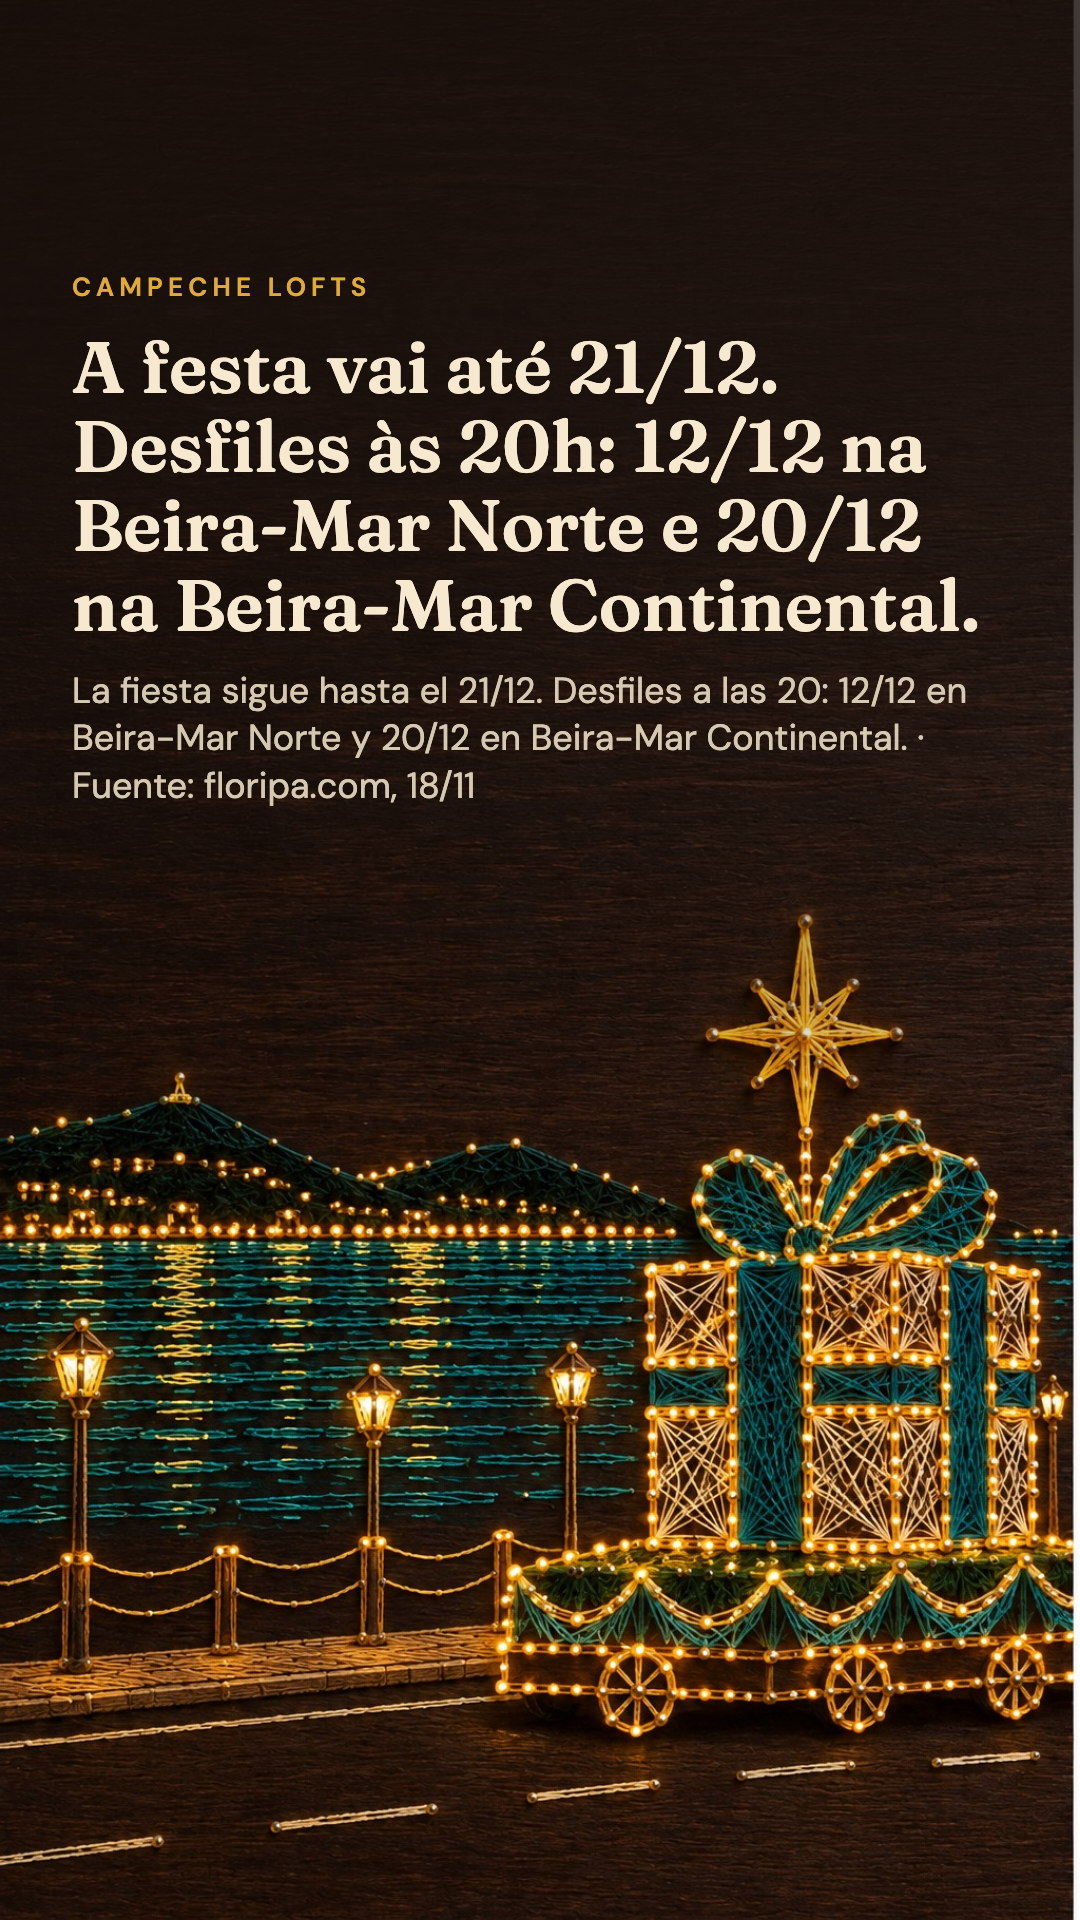 CAMPECHE LOFTS
A festa vai até 21/12.
Desfiles às 20h: 12/12 na
Beira-Mar Norte e 20/12
na Beira-Mar Continental.
La fiesta sigue hasta el 21/12. Desfiles a las 20: 12/12 en
Beira-Mar Norte y 20/12 en Beira-Mar Continental. ·
Fuente: floripa.com, 18/11